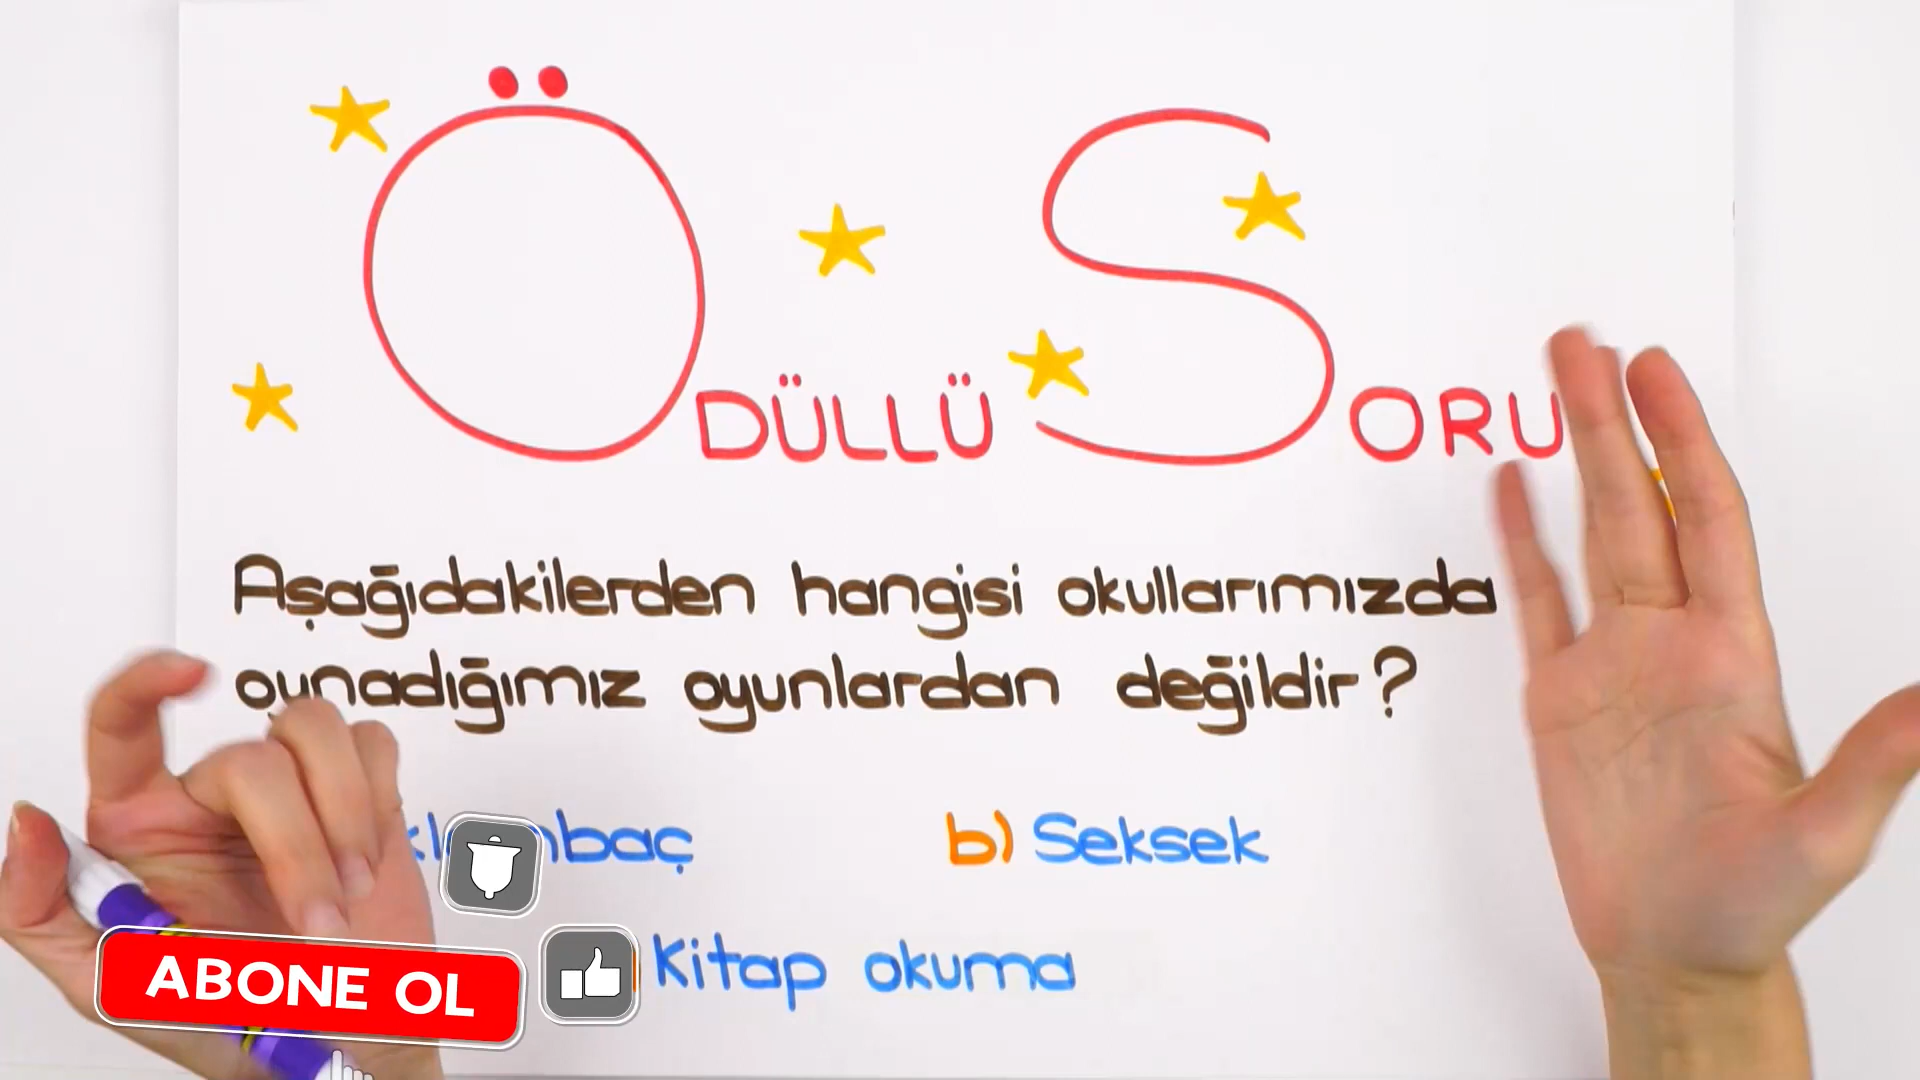 ÖDÜLLÜ SORU
Aşağıdakilerden hangisi okullarımızda
oynadığımız oyunlardan değildir?
b) Seksek
Kitap okuma
ABONE OL